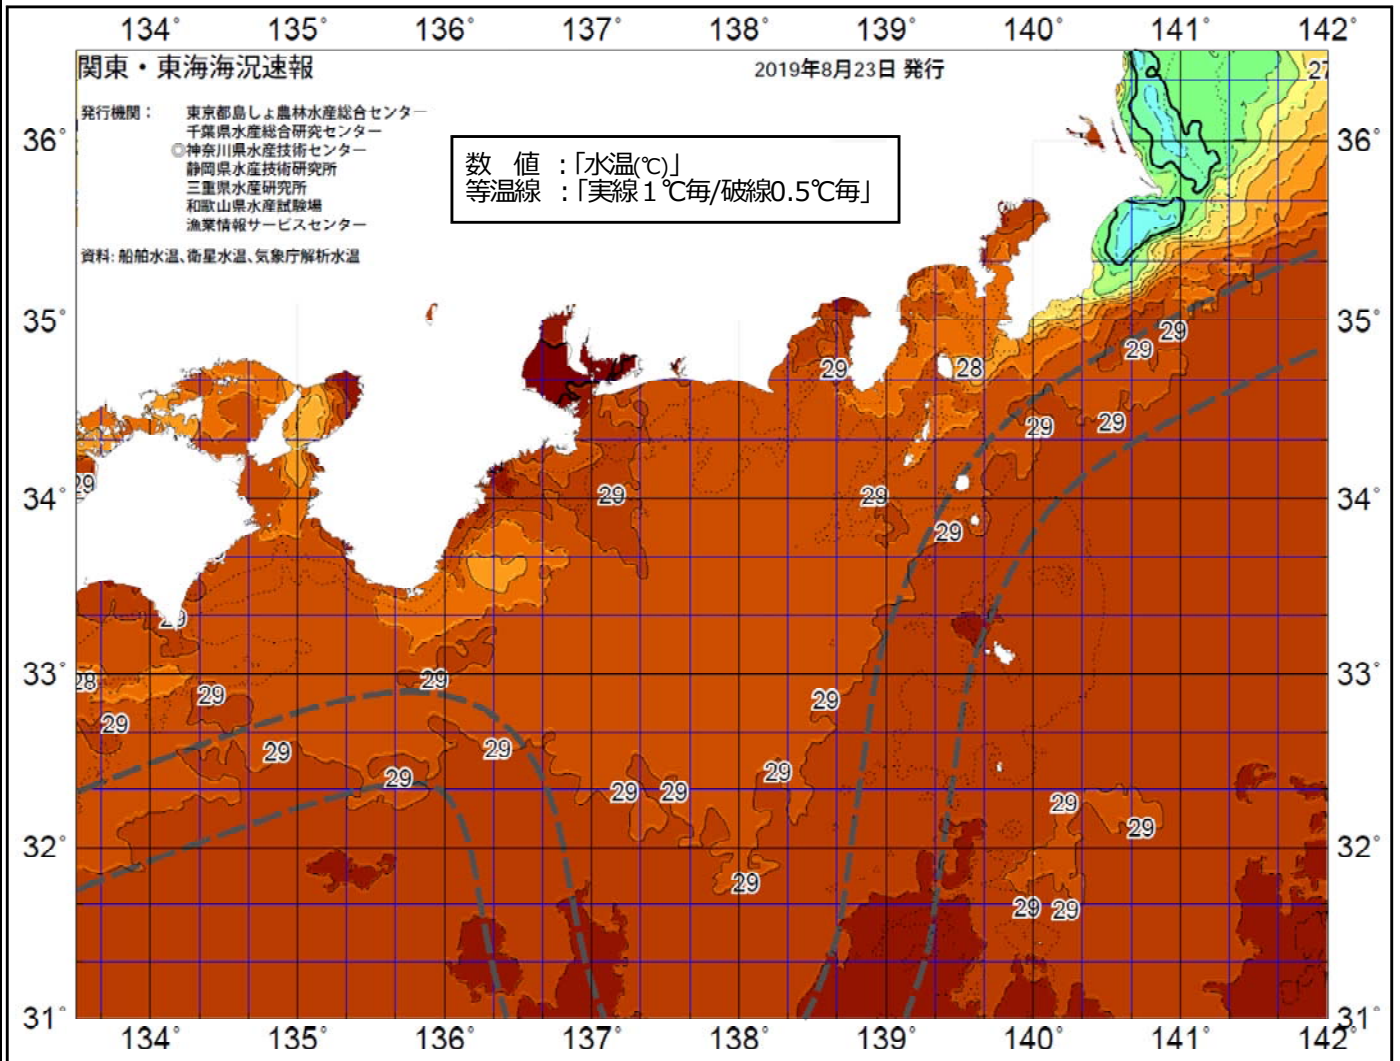 134° 135° 136° 137° 138° 139° 140° 141° 142°
関東・東海海況速報
2019年8月23日 発行
27
発行機関： 東京都島しょ農林水産総合センター
千葉県水産総合研究センター
◎神奈川県水産技術センター
静岡県水産技術研究所
三重県水産研究所
和歌山県水産試験場
漁業情報サービスセンター
資料: 船舶水温、衛星水温、気象庁解析水温
数 値 ：「水温(℃)」
等温線 ：「実線１℃毎/破線0.5℃毎」
36° 36°
35° 35°
29
29
29 28
29 29
29 29 29 34° 34°
29
29
33° 33°
28 29
29 29
29
29 29
29
29 29 29
29
29
32° 32°
29
29 29
31° 31°
134° 135° 136° 137° 138° 139° 140° 141° 142°